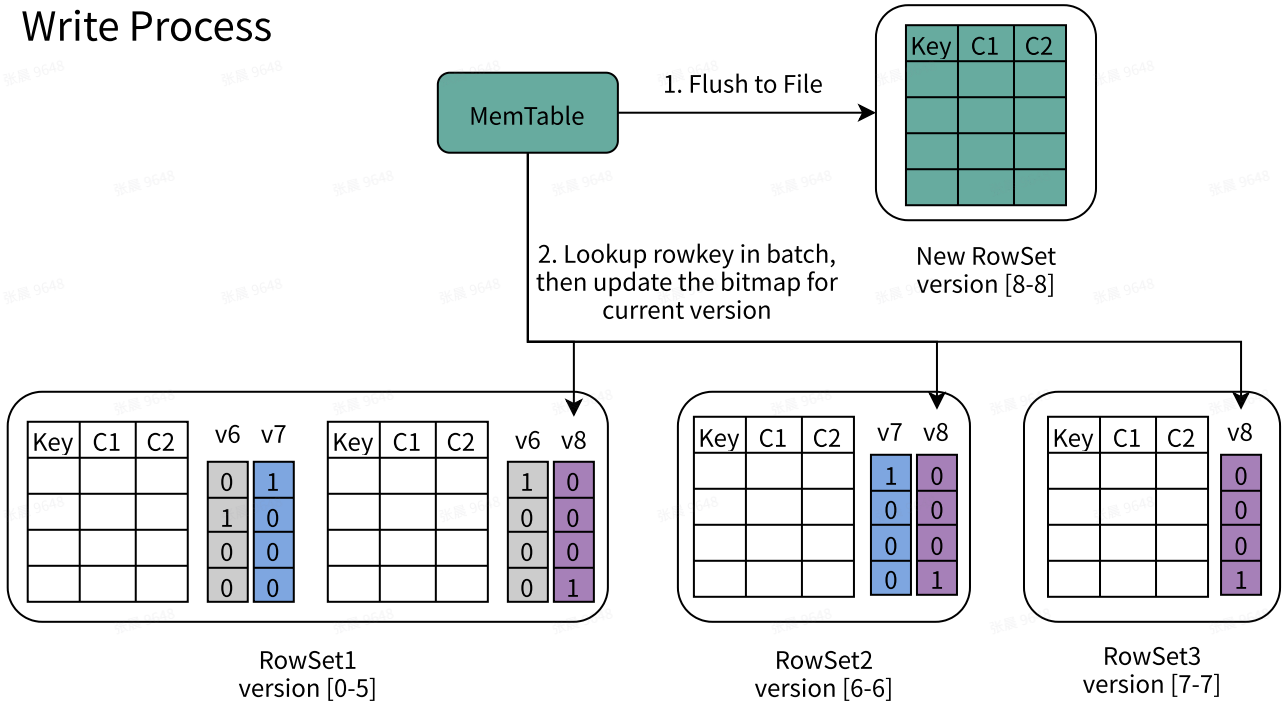 Write Process
MemTable
1. Flush to File
Key C1 C2
New RowSet
version [8-8]
2. Lookup rowkey in batch,
then update the bitmap for
current version
Key C1 C2
v6 v7
0 1
1 0
0 0
0 0
Key C1 C2
v6 v8
1 0
0 0
0 0
0 1
RowSet1
version [0-5]
Key C1 C2
v7 v8
1 0
0 0
0 0
0 1
RowSet2
version [6-6]
Key C1 C2
v8
0
0
0
1
RowSet3
version [7-7]
张晨 9648